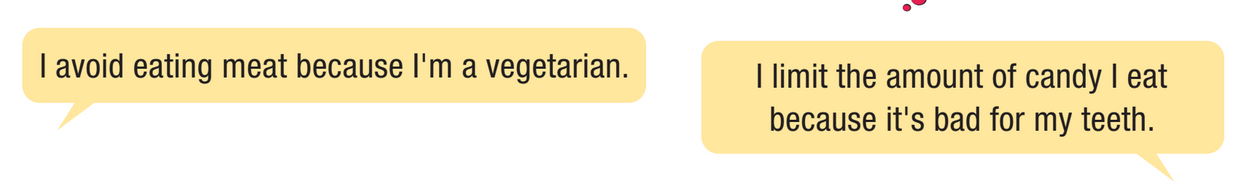 I avoid eating meat because I'm a vegetarian.
I limit the amount of candy I eat
because it's bad for my teeth.